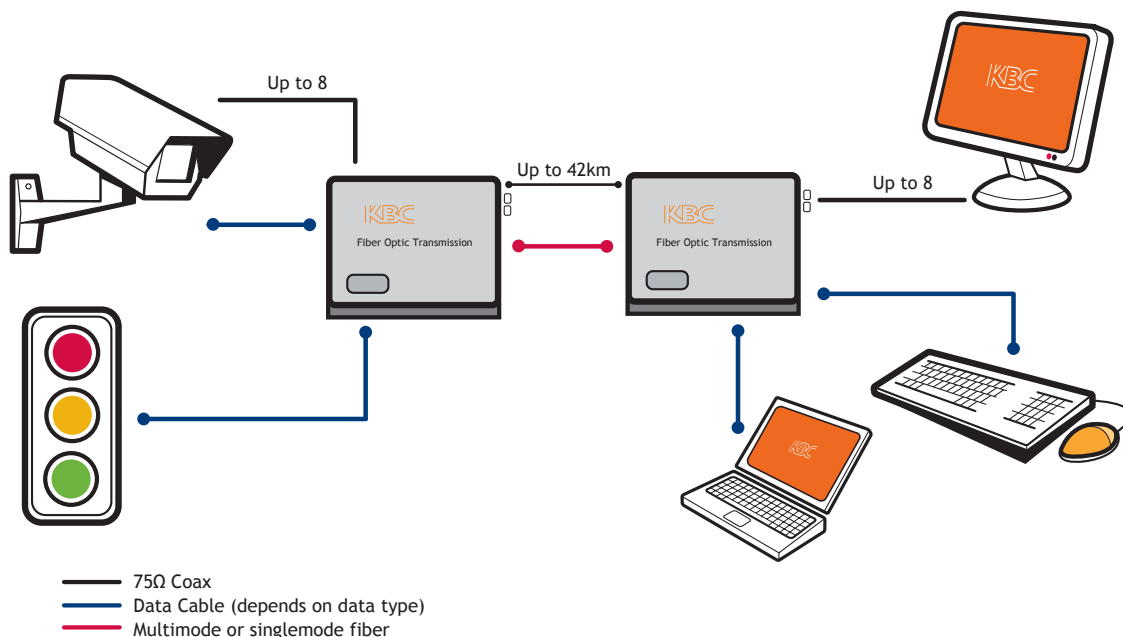 Up to 8
KBC
Up to 42km
Up to 8
KBC
Fiber Optic Transmission
KBC
Fiber Optic Transmission
KBC
75Ω Coax
Data Cable (depends on data type)
Multimode or singlemode fiber